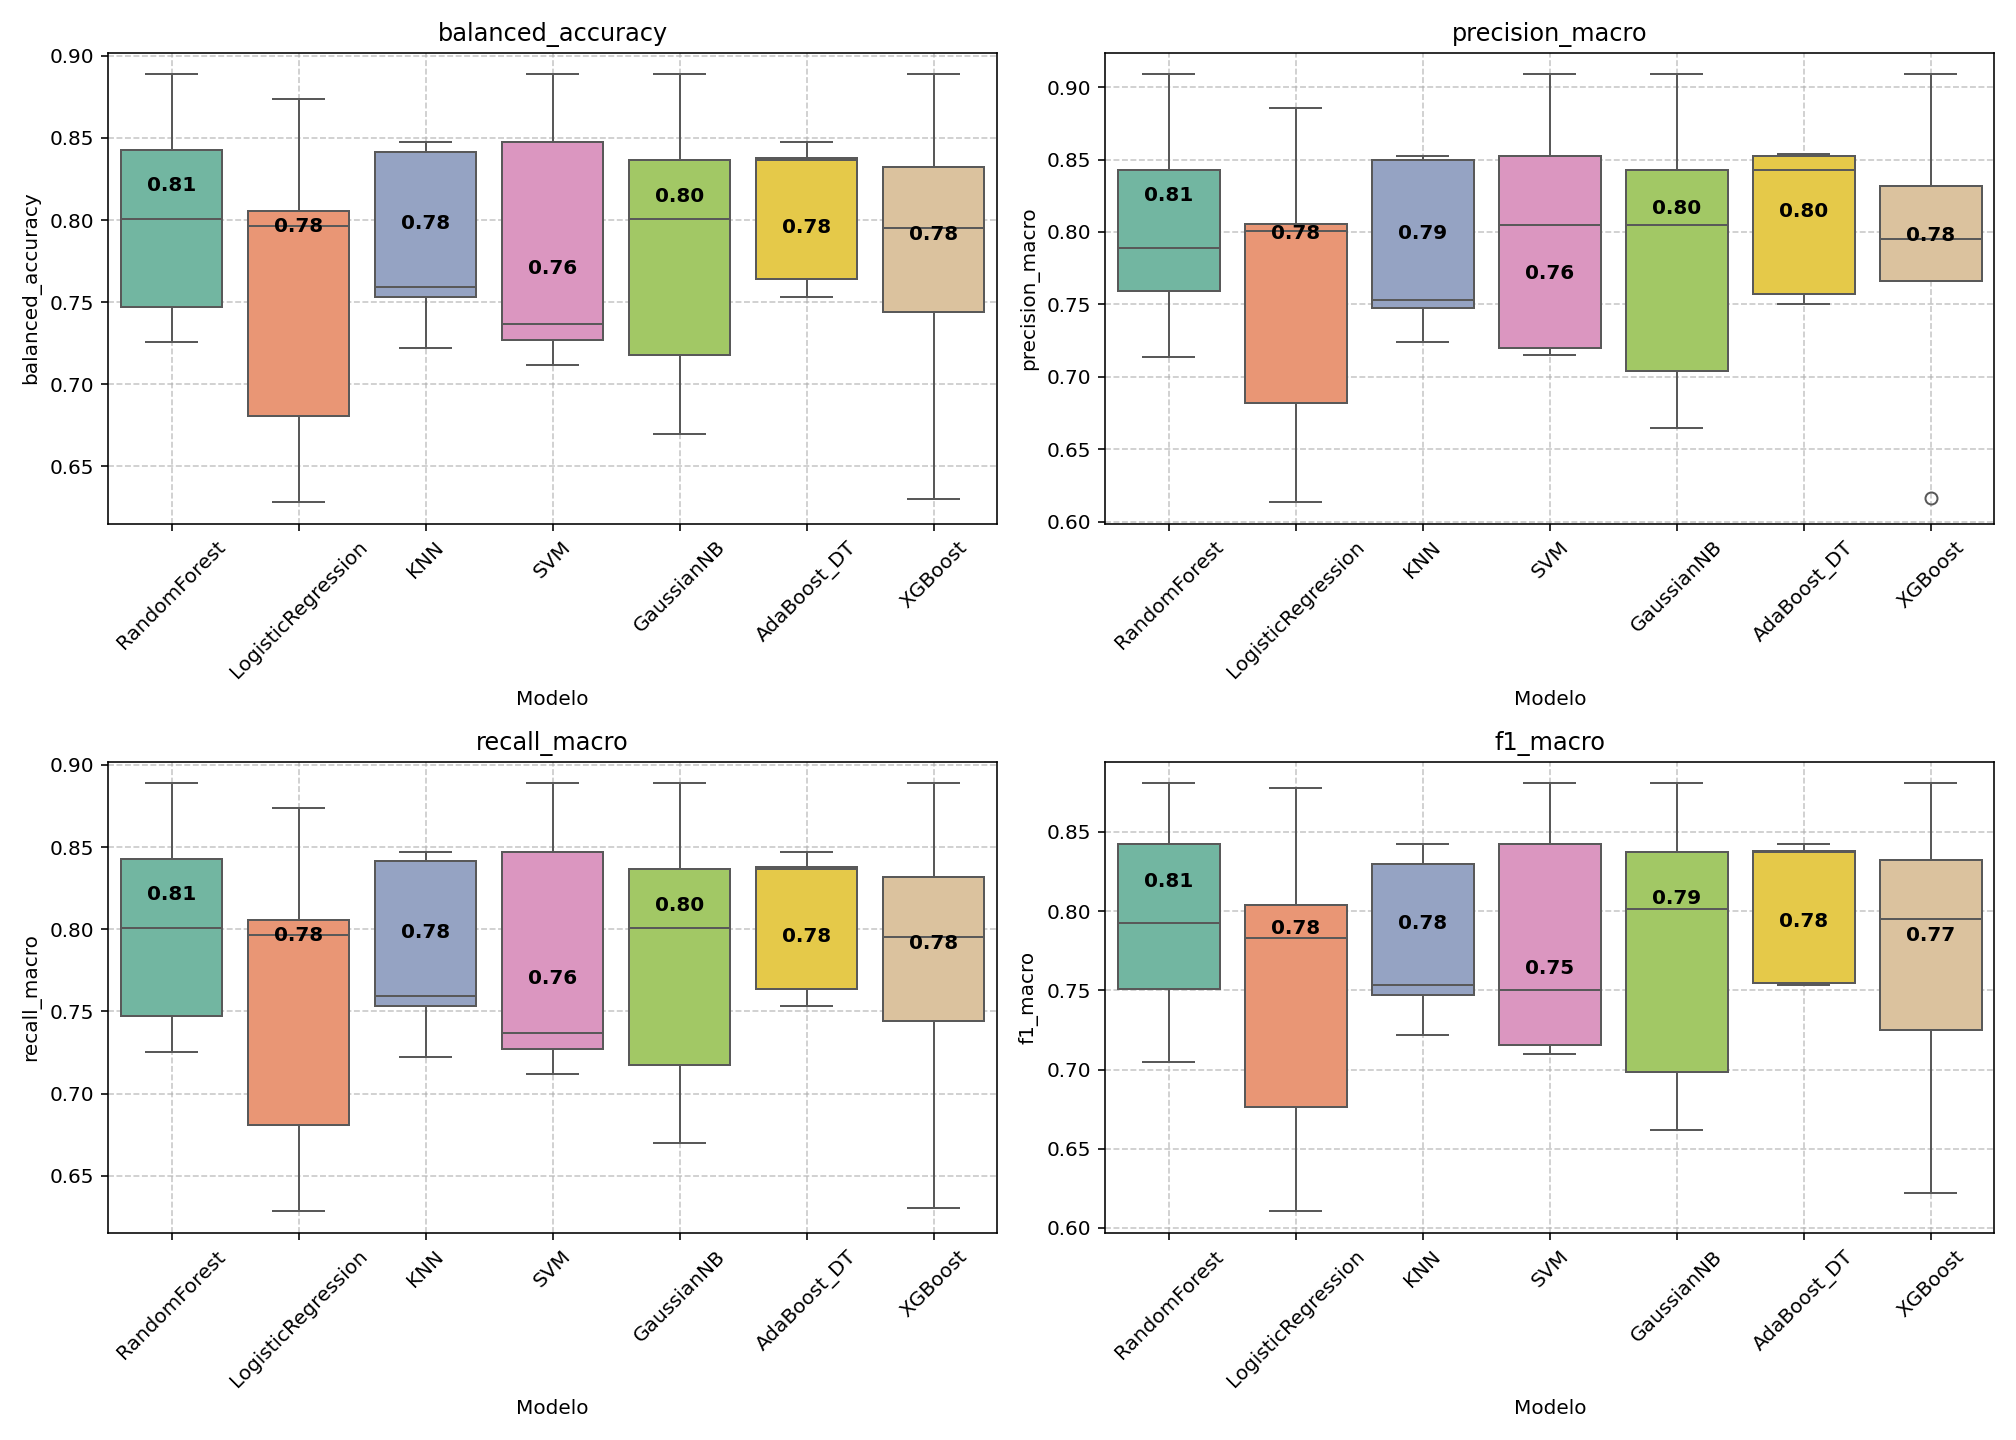 balanced_accuracy
balanced_accuracy
0.90
0.85
0.80
0.75
0.70
0.65
0.81
0.78
0.78
0.76
0.80
0.78
0.78
RandomForest
LogisticRegression
KNN
SVM
GaussianNB
AdaBoost_DT
XGBoost
Modelo
precision_macro
precision_macro
0.90
0.85
0.80
0.75
0.70
0.65
0.60
0.81
0.78
0.79
0.76
0.80
0.80
0.78
RandomForest
LogisticRegression
KNN
SVM
GaussianNB
AdaBoost_DT
XGBoost
Modelo
recall_macro
recall_macro
0.90
0.85
0.80
0.75
0.70
0.65
0.81
0.78
0.78
0.76
0.80
0.78
0.78
RandomForest
LogisticRegression
KNN
SVM
GaussianNB
AdaBoost_DT
XGBoost
Modelo
f1_macro
f1_macro
0.85
0.80
0.75
0.70
0.65
0.60
0.81
0.78
0.78
0.75
0.79
0.78
0.77
RandomForest
LogisticRegression
KNN
SVM
GaussianNB
AdaBoost_DT
XGBoost
Modelo